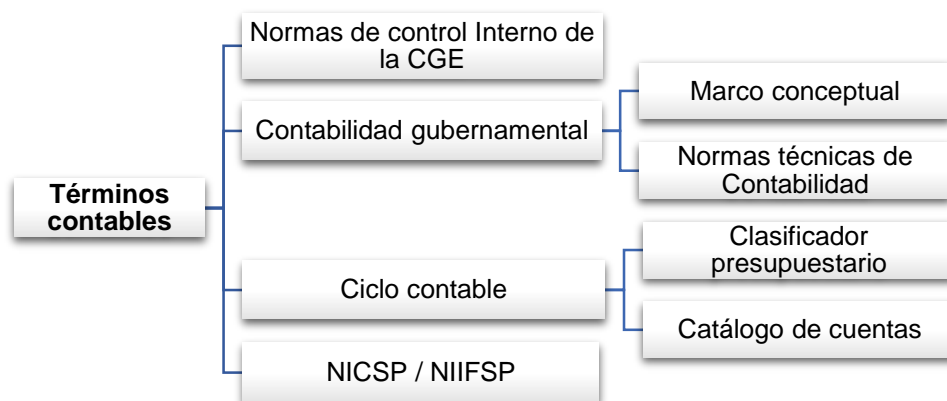 Términos
contables
Normas de control Interno de
la CGE
Contabilidad gubernamental
Marco conceptual
Normas técnicas de
Contabilidad
Ciclo contable
Clasificador
presupuestario
Catálogo de cuentas
NICSP / NIIFSP